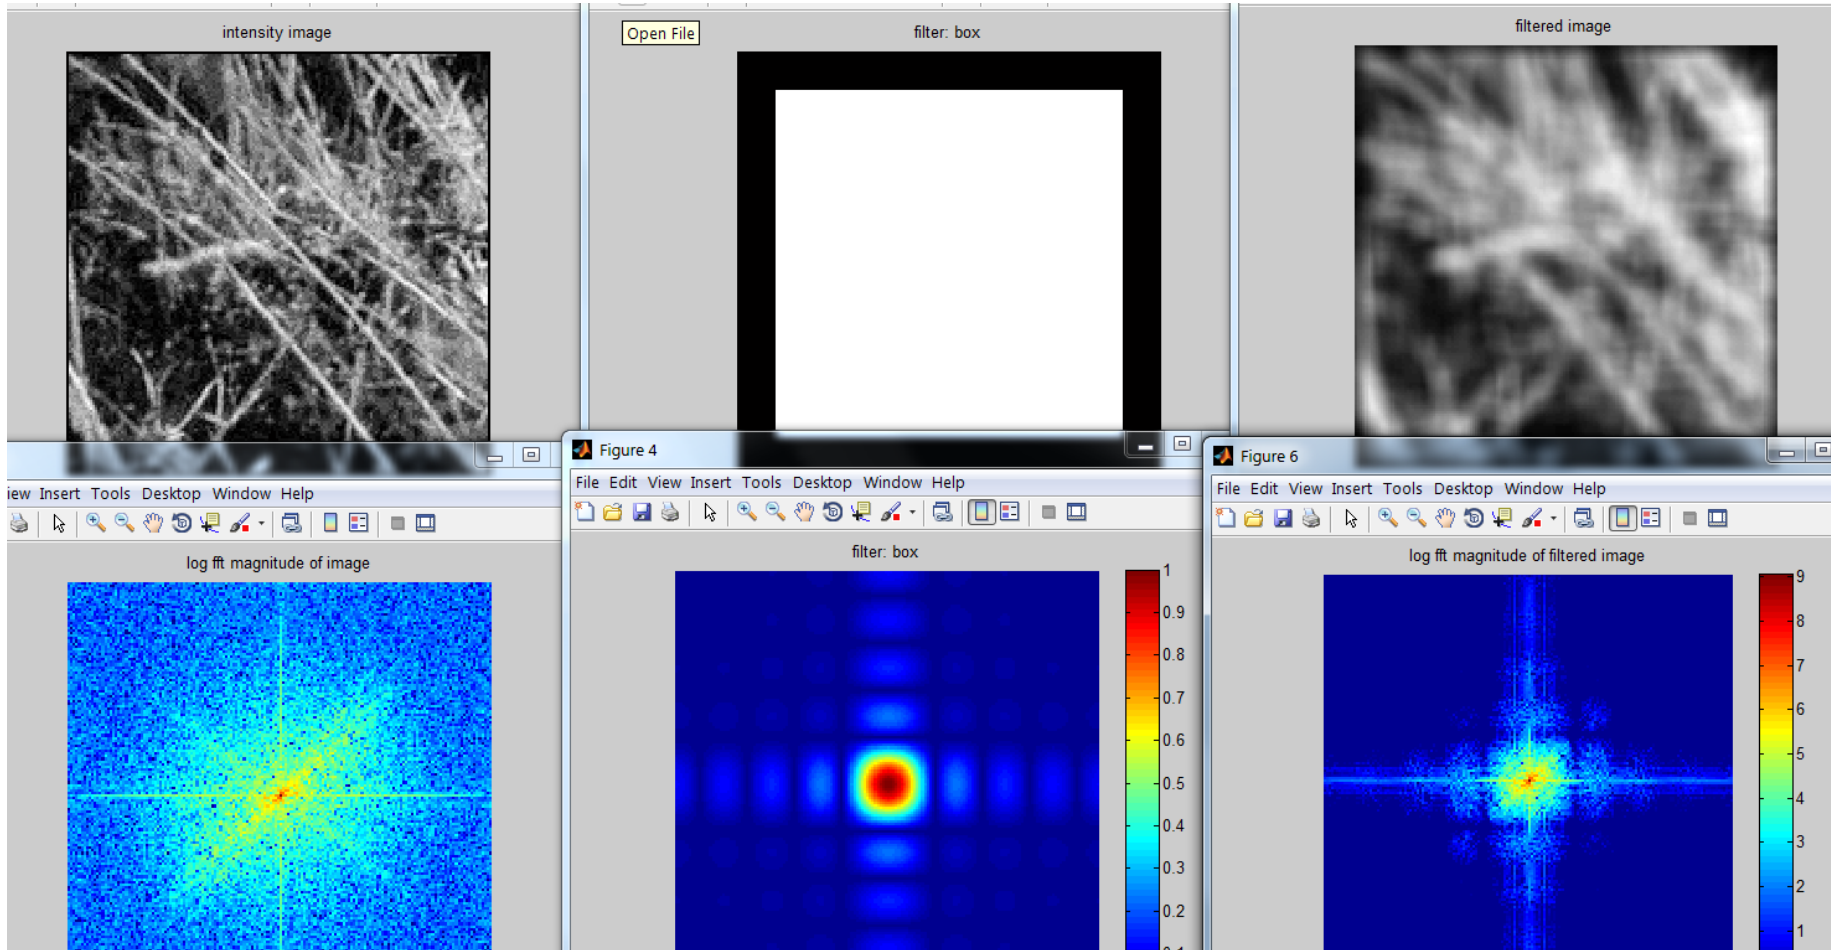 intensity image
Open File
filter: box
filtered image
Figure 4
File Edit View Insert Tools Desktop Window Help
Figure 6
File Edit View Insert Tools Desktop Window Help
iew Insert Tools Desktop Window Help
log fft magnitude of image
filter: box
1
0.9
0.8
0.7
0.6
0.5
0.4
0.3
0.2
log fft magnitude of filtered image
9
8
7
6
5
4
3
2
1